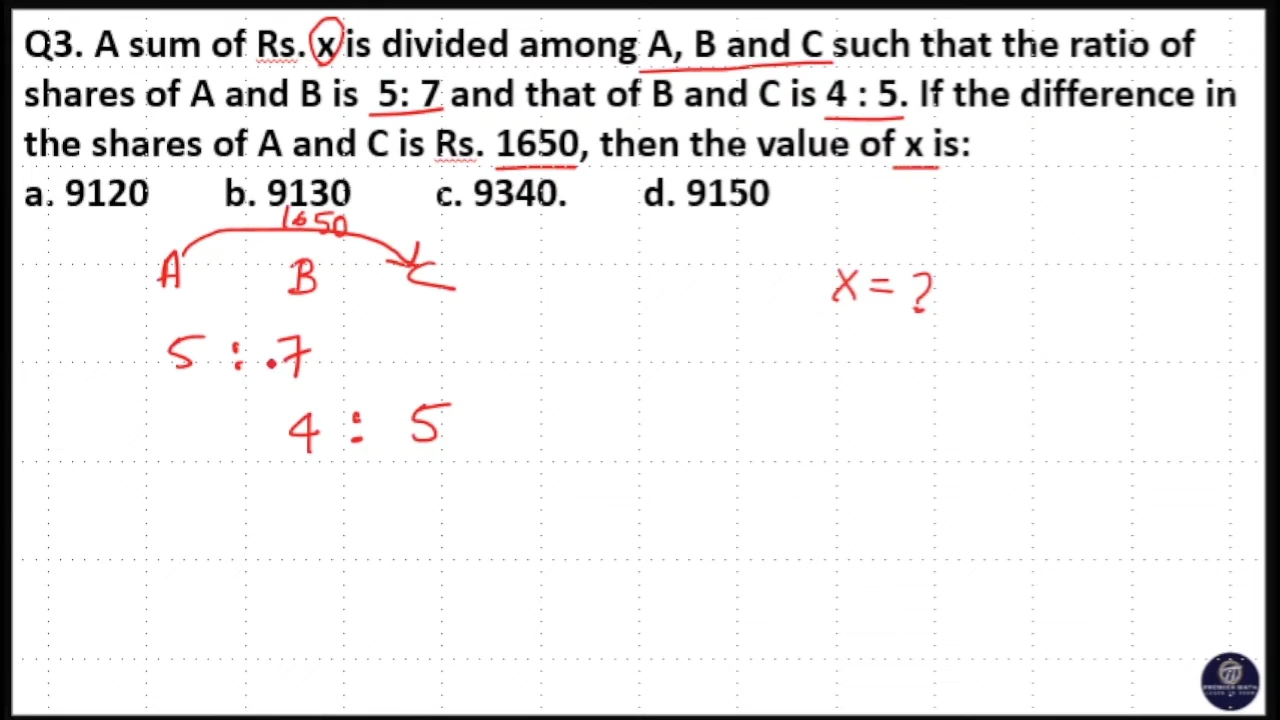 Q3. A sum of Rs. x is divided among A, B and C such that the ratio of
shares of A and B is 5: 7 and that of B and C is 4 : 5. If the difference in
the shares of A and C is Rs. 1650, then the value of x is:
a. 9120 b. 9130 c. 9340. d. 9150
1650
A B C
x = ?
5 : 7
4 : 5
PREMIER MATH